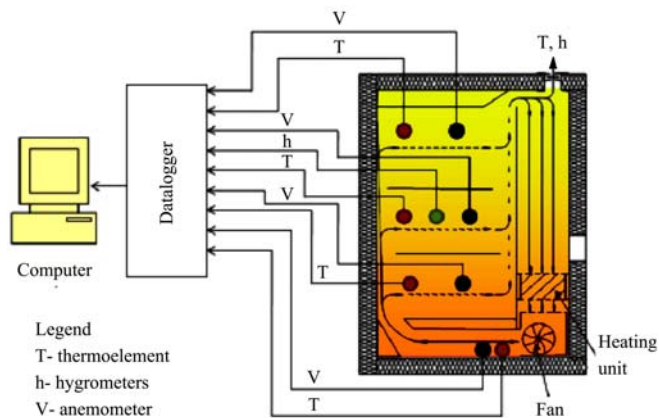 V
T
T, h
V
h
T
V
Datalogger
T
Computer
Legend
T- thermoelement
h- hygrometers
V- anemometer
V
T
Heating
unit
Fan